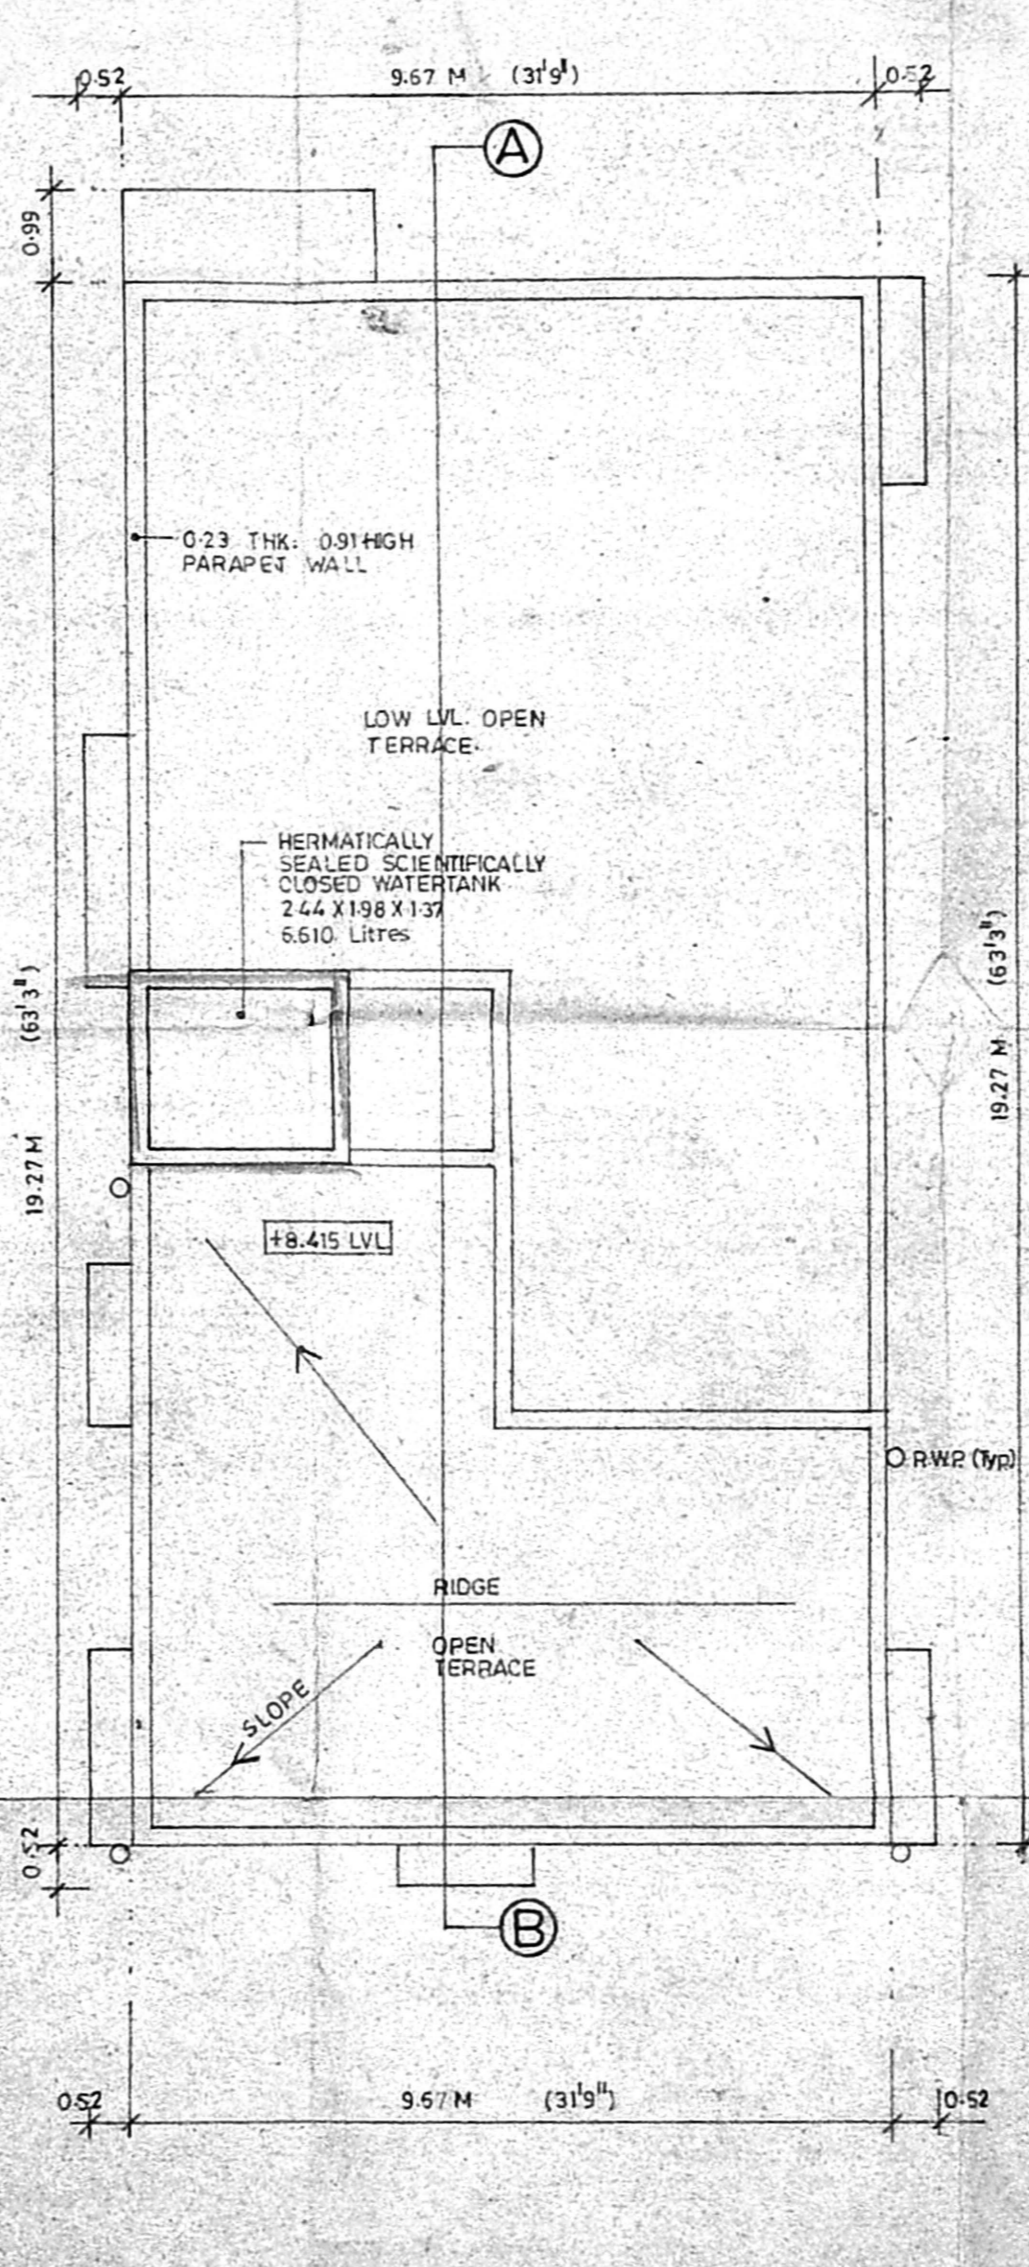 0.52
9.67 M (31'9")
0.52
A
0.99
0.23 THK. 0.91 HIGH
PARAPET WALL
LOW LVL. OPEN
TERRACE.
HERMATICALLY
SEALED SCIENTIFICALLY
CLOSED WATERTANK
2.44 X 1.98 X 1.37
6.610. Litres
19.27 M (63'3")
19.27 M (63'3")
+8.415 LVL
R.W.P. (Typ)
RIDGE
OPEN
TERRACE
SLOPE
0.52
B
0.52
9.67 M (31'9")
0.52